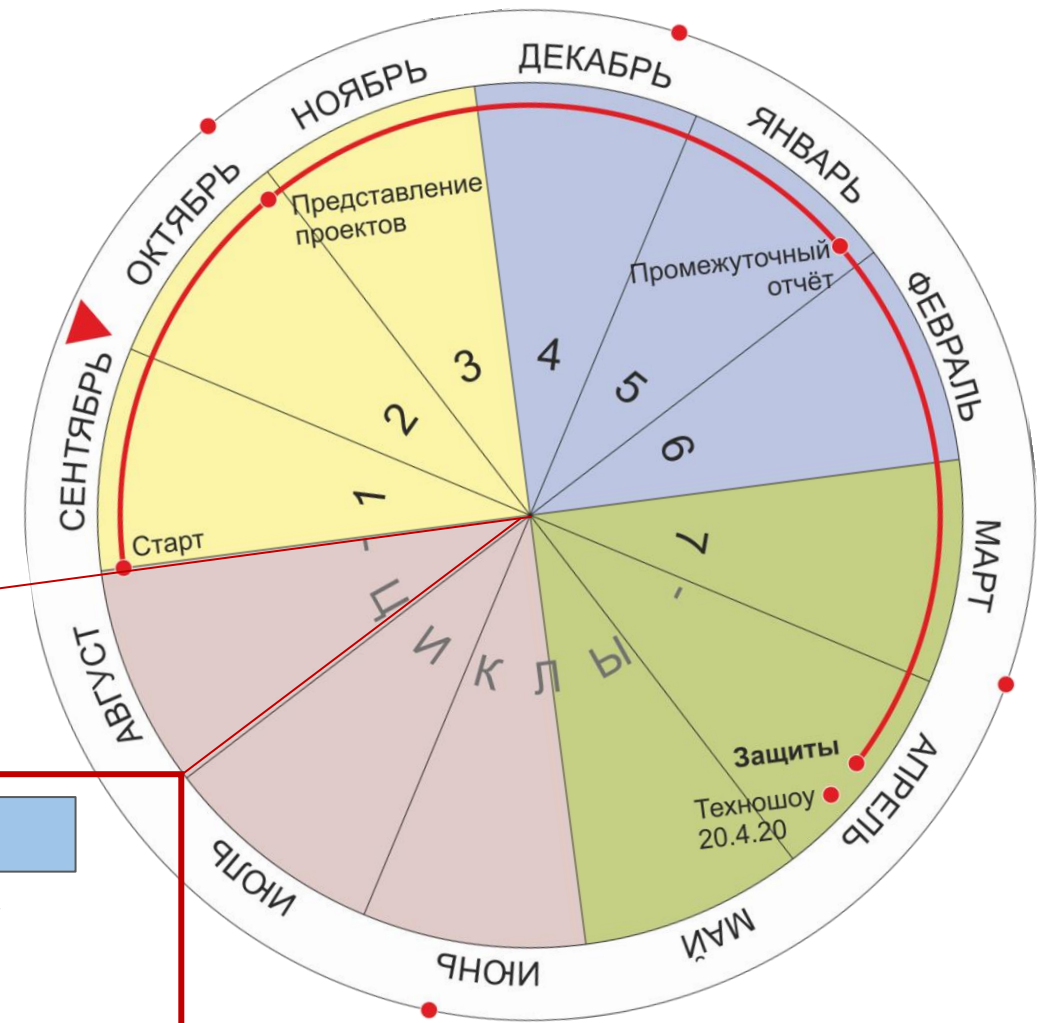 СЕНТЯБРЬ
ОКТЯБРЬ
НОЯБРЬ
ДЕКАБРЬ
ЯНВАРЬ
ФЕВРАЛЬ
МАРТ
АПРЕЛЬ
МАЙ
ИЮНЬ
ИЮЛЬ
АВГУСТ
Старт
Представление
проектов
Промежуточный
отчёт
Защиты
Техношоу
20.4.20
1
2
3
4
5
6
7
- ЦИКЛЫ -